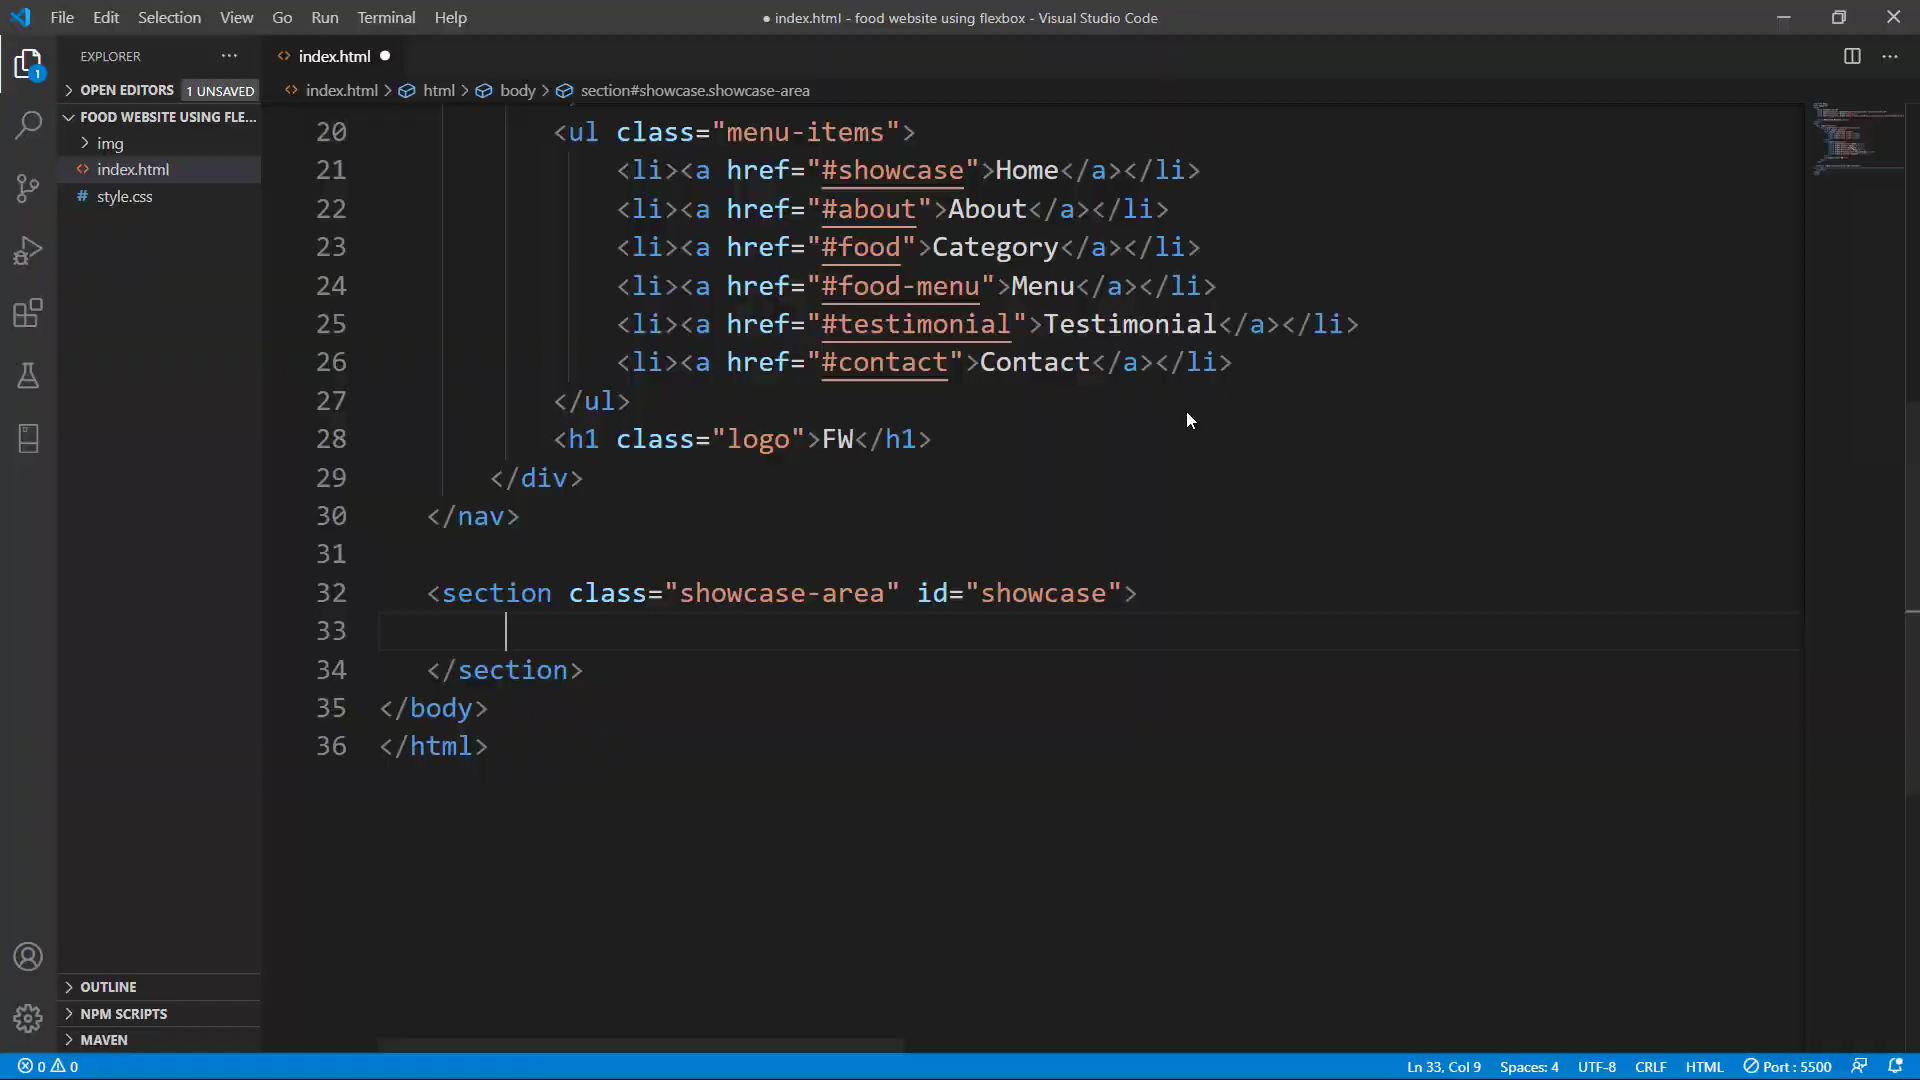 File Edit Selection View Go Run Terminal Help
● index.html - food website using flexbox - Visual Studio Code
EXPLORER
OPEN EDITORS 1 UNSAVED
FOOD WEBSITE USING FLE...
img
index.html
style.css
OUTLINE
NPM SCRIPTS
MAVEN
index.html
index.html > html > body > section#showcase.showcase-area
20 <ul class="menu-items">
21 <li><a href="#showcase">Home</a></li>
22 <li><a href="#about">About</a></li>
23 <li><a href="#food">Category</a></li>
24 <li><a href="#food-menu">Menu</a></li>
25 <li><a href="#testimonial">Testimonial</a></li>
26 <li><a href="#contact">Contact</a></li>
27 </ul>
28 <h1 class="logo">FW</h1>
29 </div>
30 </nav>
31
32 <section class="showcase-area" id="showcase">
33
34 </section>
35 </body>
36 </html>
1
0 0 Ln 33, Col 9 Spaces: 4 UTF-8 CRLF HTML Port : 5500